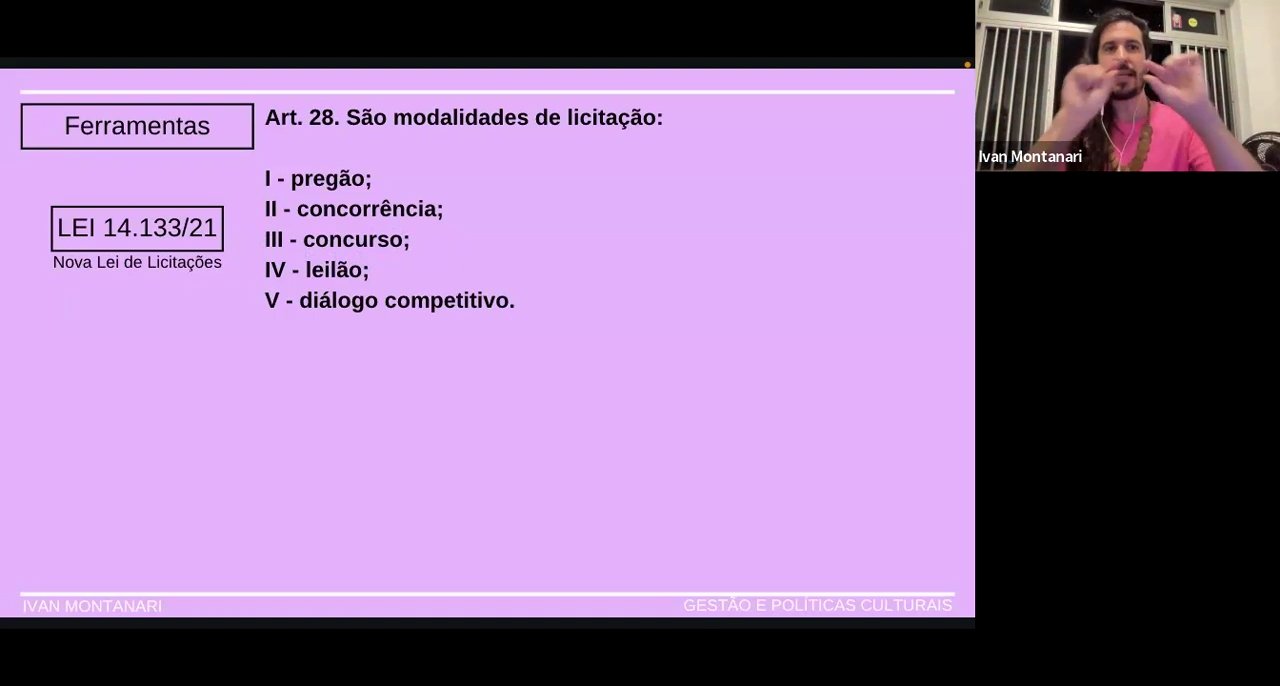 Ferramentas
Art. 28. São modalidades de licitação:
I - pregão;
II - concorrência;
III - concurso;
IV - leilão;
V - diálogo competitivo.
LEI 14.133/21
Nova Lei de Licitações
IVAN MONTANARI
GESTÃO E POLÍTICAS CULTURAIS
Ivan Montanari